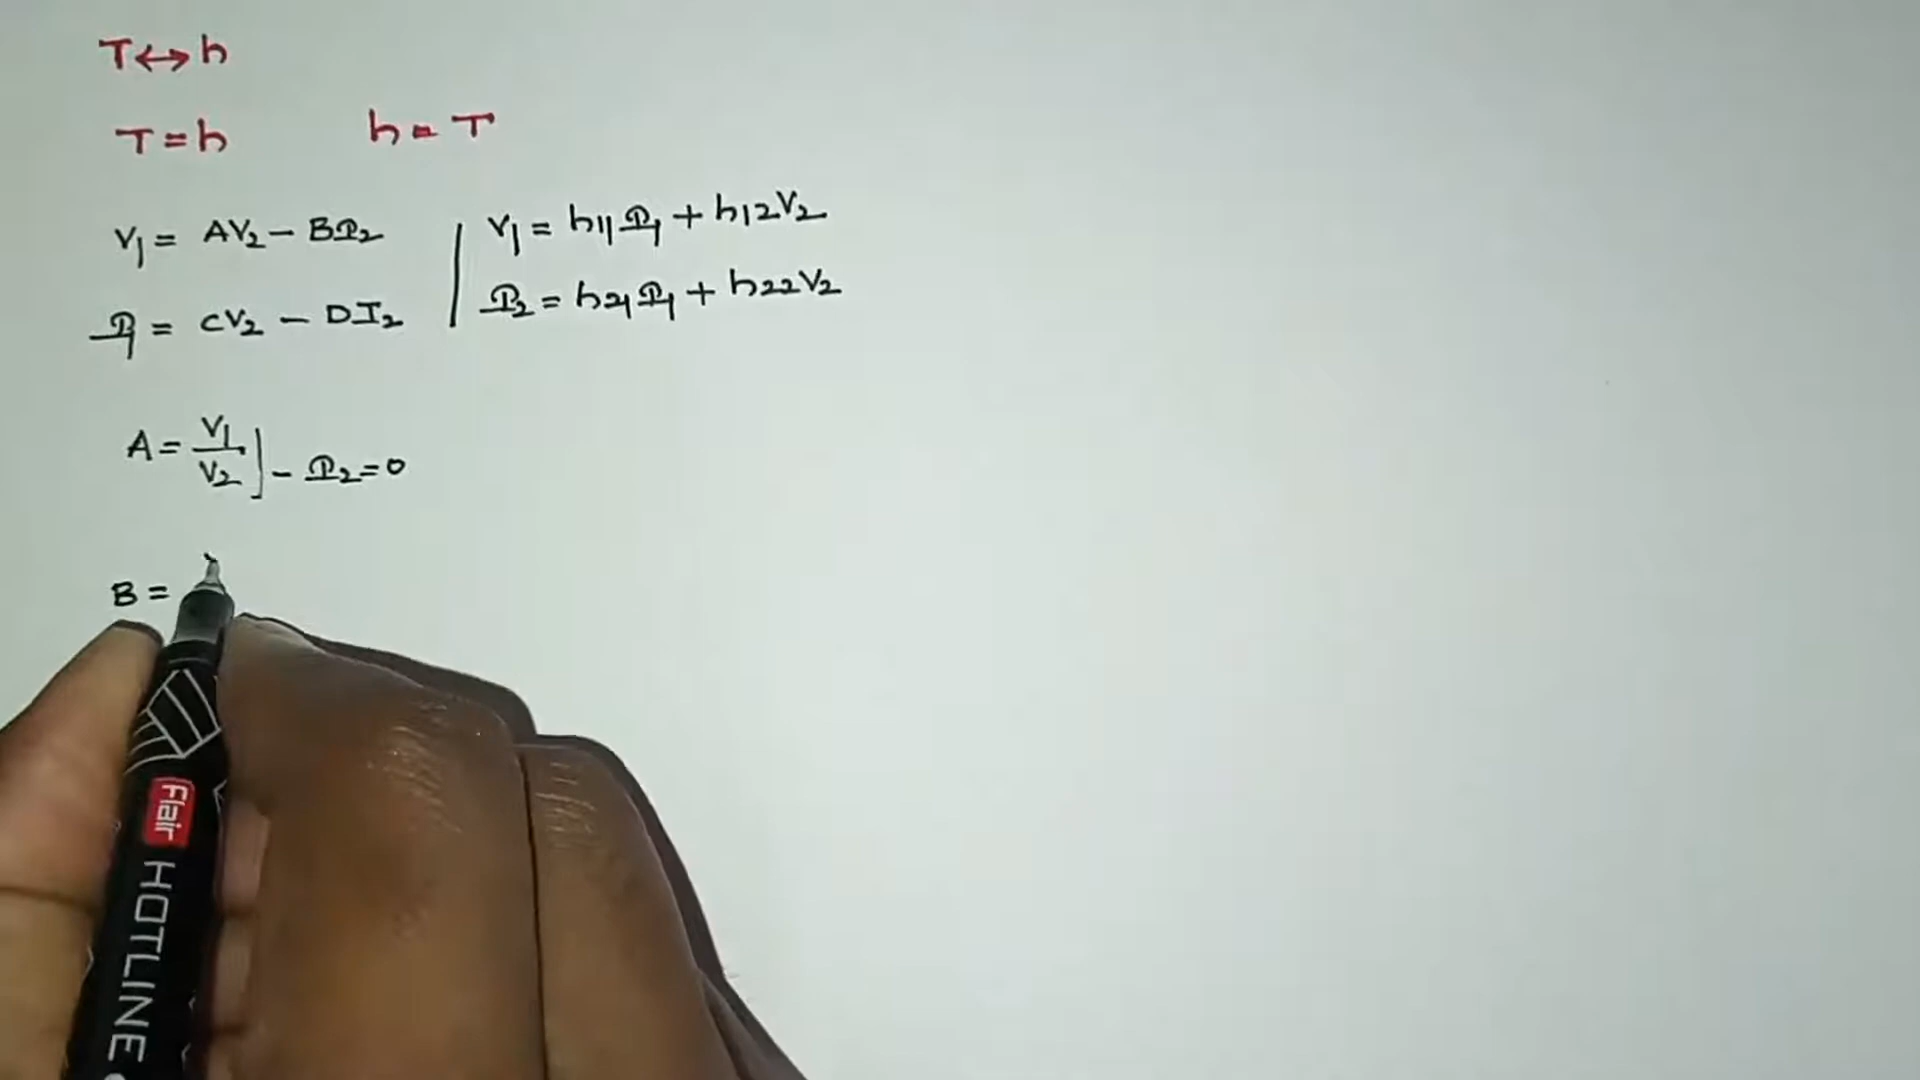 T↔h
T=h h=T
V1 = AV2 - BI2 | V1 = h11I1 + h12V2
I1 = CV2 - DI2 | I2 = h21I1 + h22V2
A = V1/V2] - I2=0
B =
Flair
HOTLINE